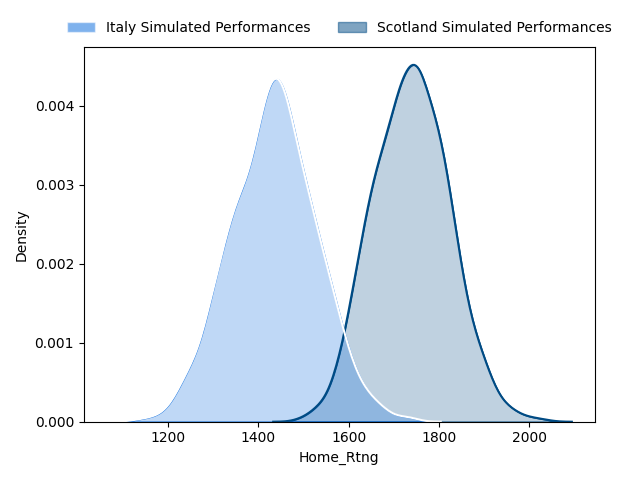 Italy Simulated Performances Scotland Simulated Performances
0.004
0.003
0.002
0.001
0.000
Density
1200 1400 1600 1800 2000
Home_Rtng